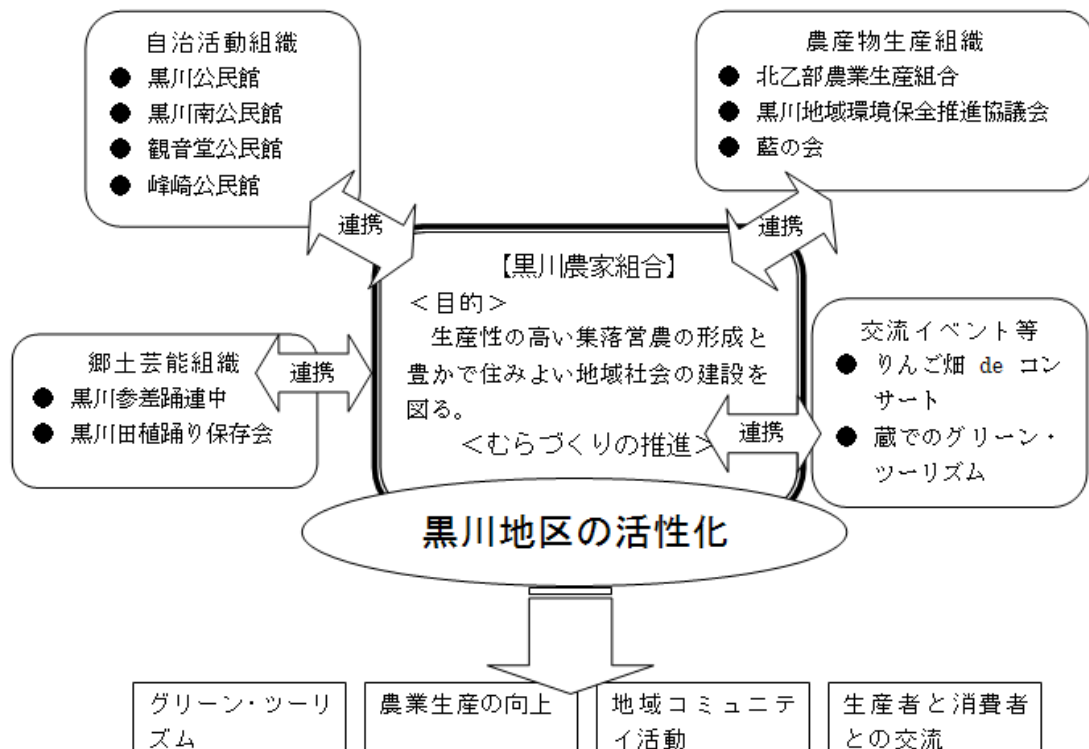 自治活動組織
● 黒川公民館
● 黒川南公民館
● 観音堂公民館
● 峰崎公民館
農産物生産組織
● 北乙部農業生産組合
● 黒川地域環境保全推進協議会
● 藍の会
連携
連携
【黒川農家組合】
＜目的＞
生産性の高い集落営農の形成と
豊かで住みよい地域社会の建設を
図る。
＜むらづくりの推進＞
郷土芸能組織
● 黒川参差踊連中
● 黒川田植踊り保存会
連携
交流イベント等
● りんご畑 de コン
サート
● 蔵でのグリーン・
ツーリズム
連携
黒川地区の活性化
グリーン・ツーリ
ズム
農業生産の向上
地域コミュニテ
ィ活動
生産者と消費者
との交流